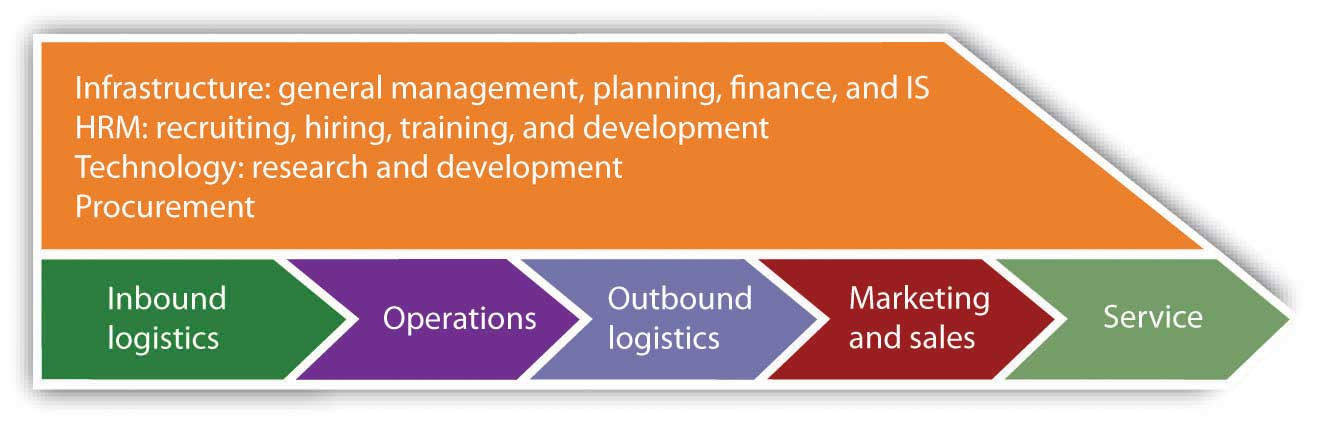 Infrastructure: general management, planning, finance, and IS
HRM: recruiting, hiring, training, and development
Technology: research and development
Procurement
Inbound
logistics
Operations
Outbound
logistics
Marketing
and sales
Service